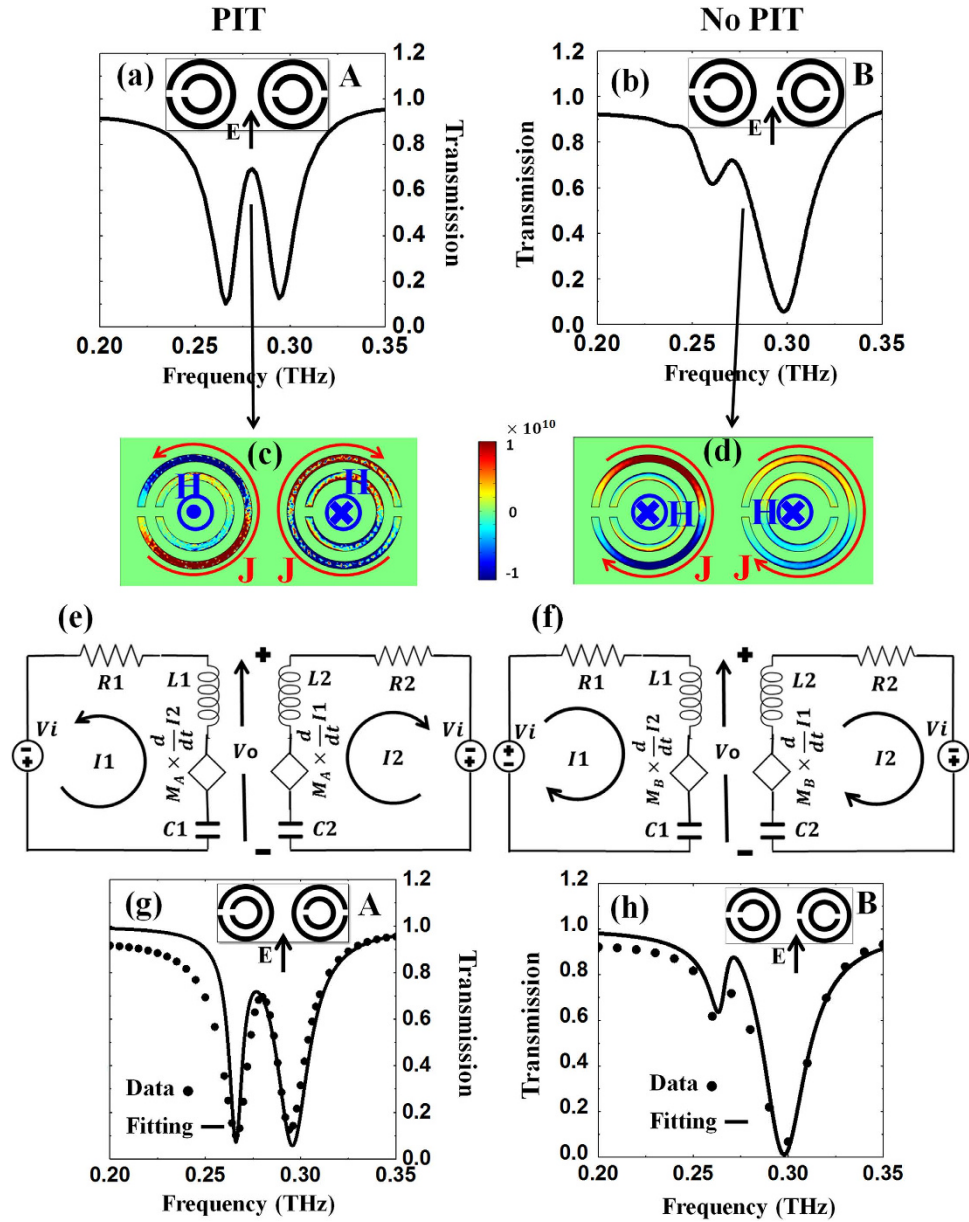 PIT
No PIT
(a)
A
E
1.2
1.0
0.8
0.6
0.4
0.2
0.0
Transmission
0.20 0.25 0.30 0.35
Frequency (THz)
(b)
B
E
1.2
1.0
0.8
0.6
0.4
0.2
0.0
Transmission
0.20 0.25 0.30 0.35
Frequency (THz)
(c)
H
H
J
J
× 10¹⁰
1
0
-1
(d)
H
H
J
J
(e)
R1
L1
Vi
I1
M_A × d/dt I2
C1
+
Vo
−
L2
R2
M_A × d/dt I1
I2
Vi
C2
(f)
R1
L1
Vi
I1
M_B × d/dt I2
C1
+
Vo
−
L2
R2
M_B × d/dt I1
I2
Vi
C2
(g)
A
E
1.2
1.0
0.8
0.6
0.4
0.2
0.0
Transmission
Data
Fitting
0.20 0.25 0.30 0.35
Frequency (THz)
(h)
B
E
1.2
1.0
0.8
0.6
0.4
0.2
0.0
Transmission
Data
Fitting
0.20 0.25 0.30 0.35
Frequency (THz)